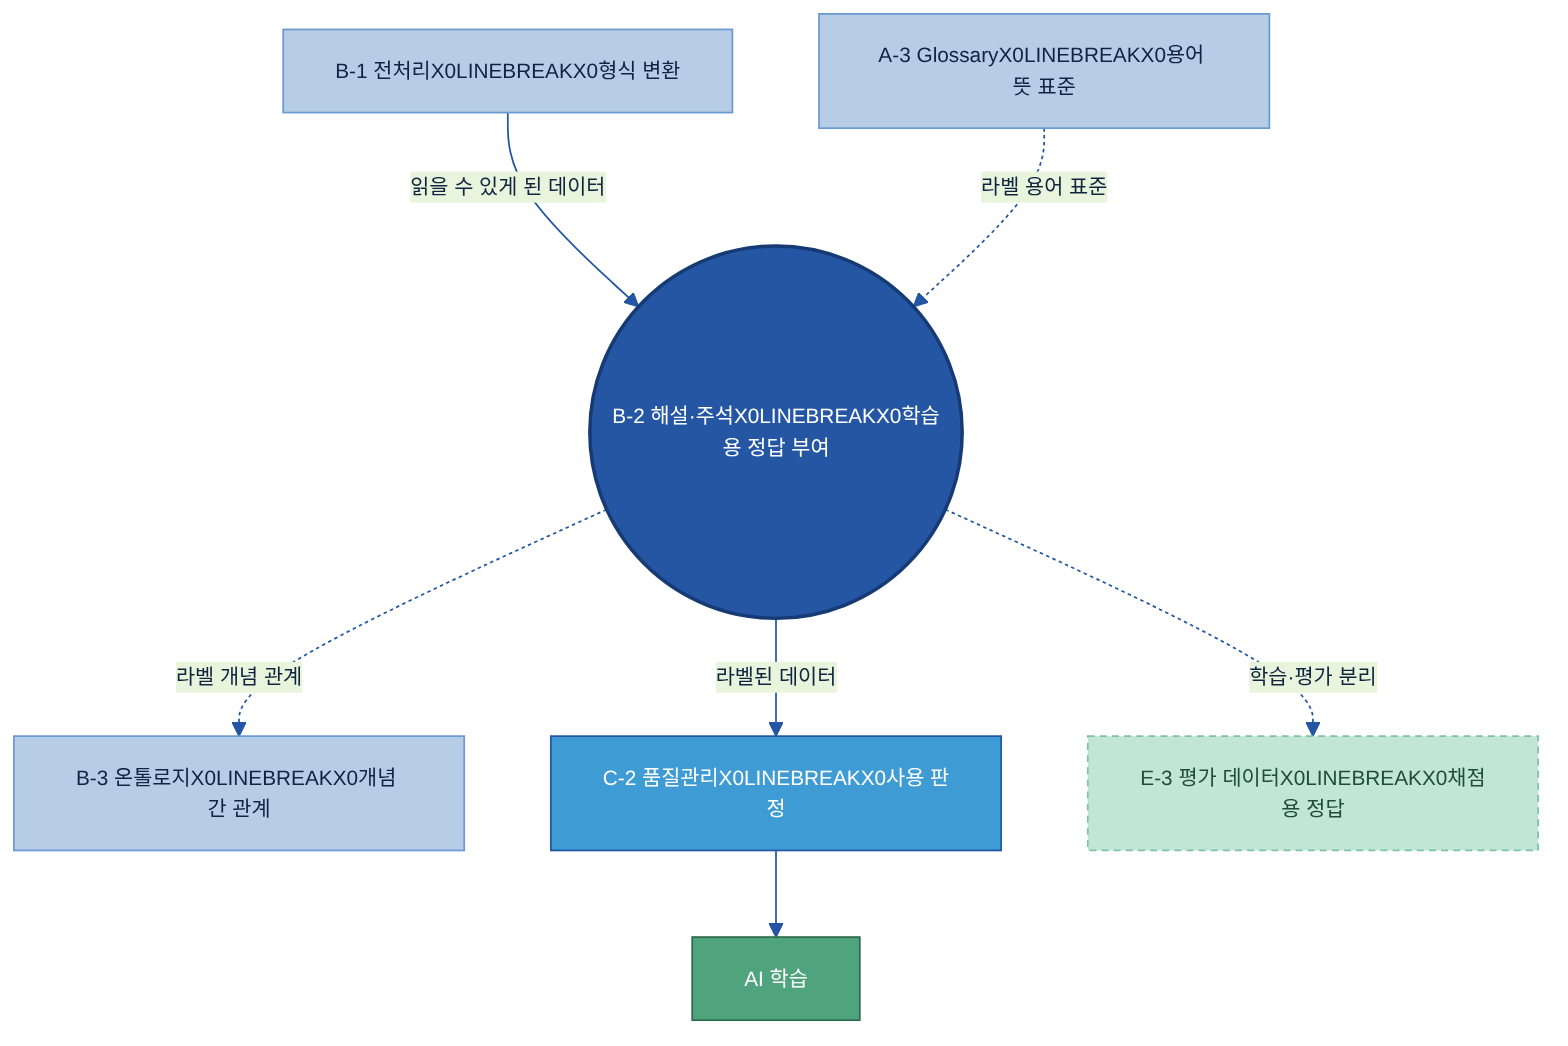 B-1 전처리X0LINEBREAKX0형식 변환
A-3 GlossaryX0LINEBREAKX0용어
뜻 표준
읽을 수 있게 된 데이터
라벨 용어 표준
B-2 해설·주석X0LINEBREAKX0학습
용 정답 부여
라벨 개념 관계
라벨된 데이터
학습·평가 분리
B-3 온톨로지X0LINEBREAKX0개념
간 관계
C-2 품질관리X0LINEBREAKX0사용 판
정
E-3 평가 데이터X0LINEBREAKX0채점
용 정답
AI 학습